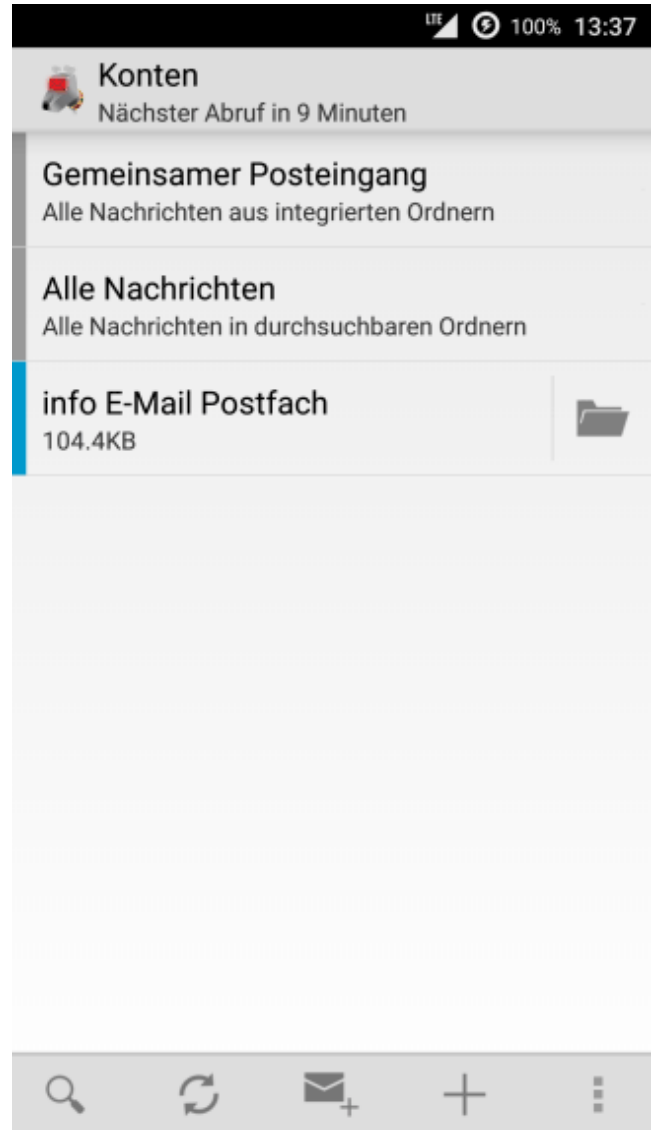 LTE 100% 13:37
Konten
Nächster Abruf in 9 Minuten
Gemeinsamer Posteingang
Alle Nachrichten aus integrierten Ordnern
Alle Nachrichten
Alle Nachrichten in durchsuchbaren Ordnern
info E-Mail Postfach
104.4KB